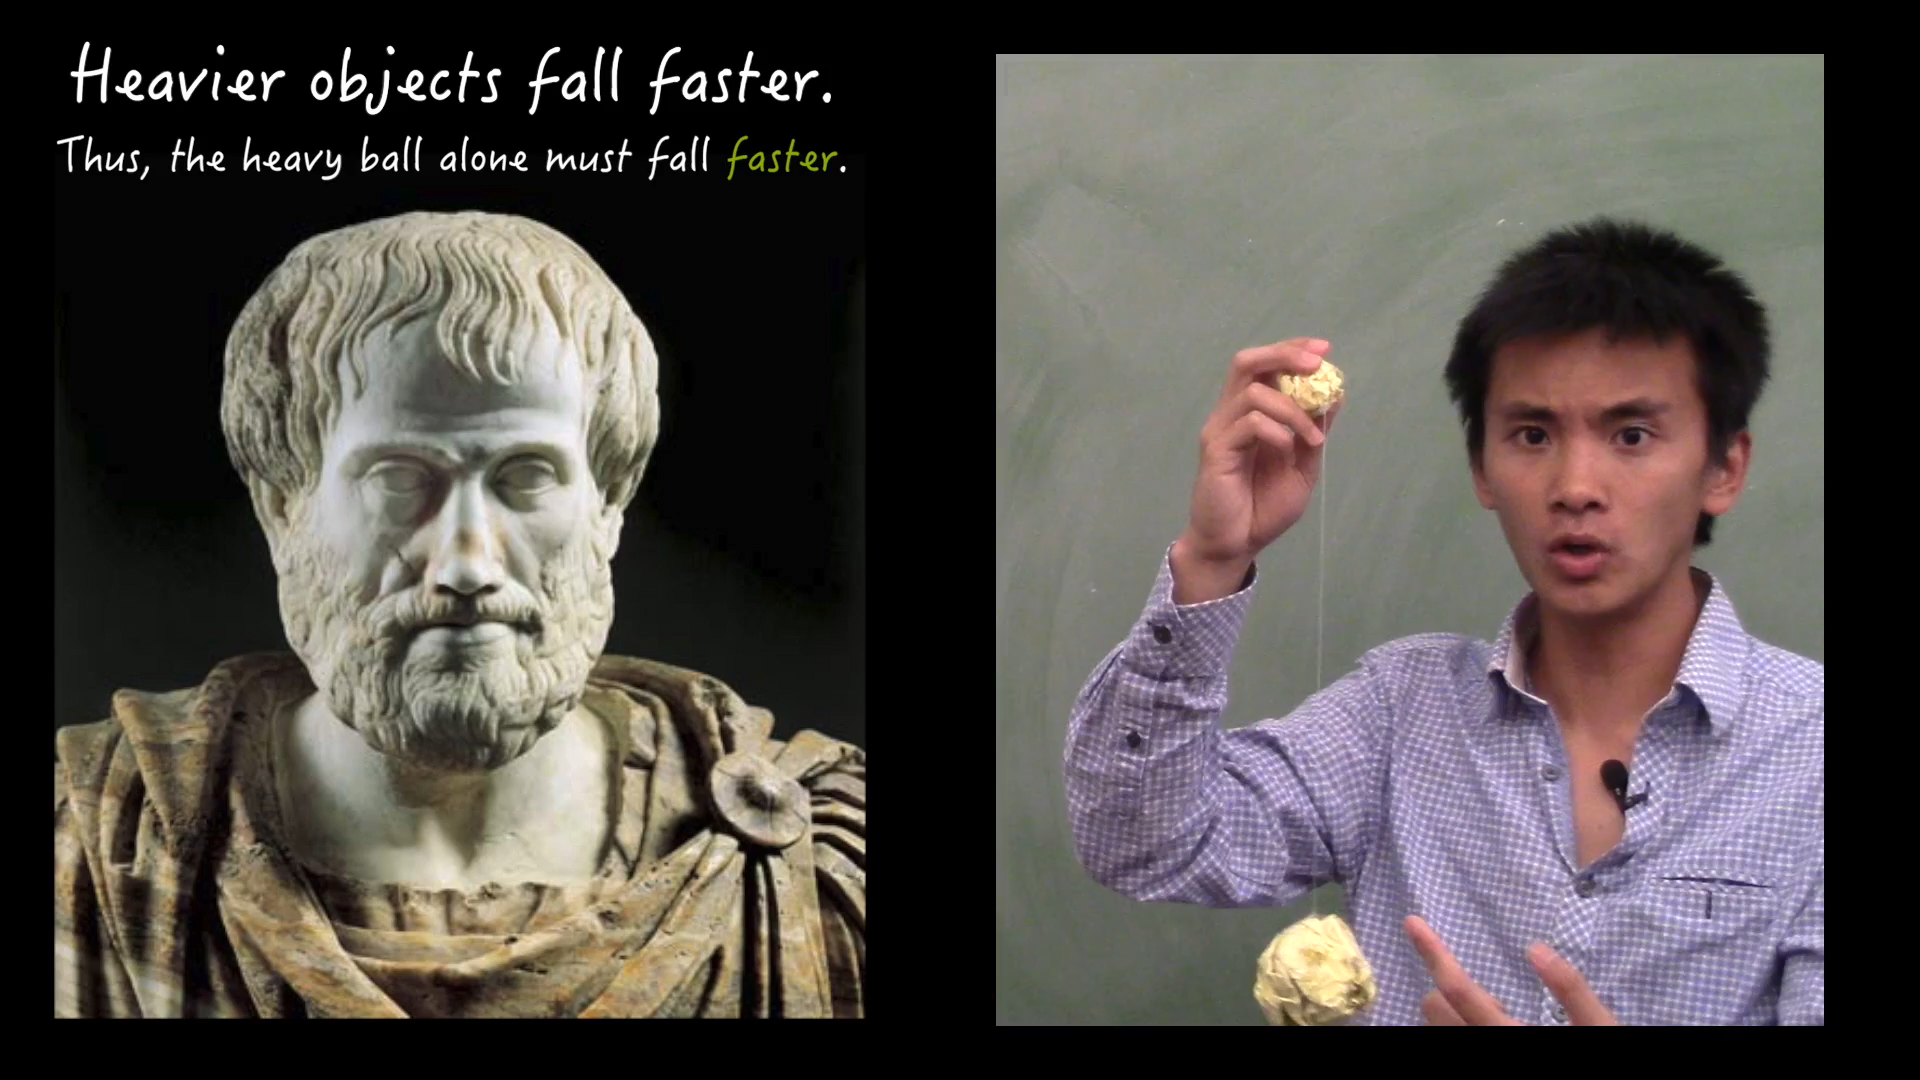 Heavier objects fall faster.
Thus, the heavy ball alone must fall faster.